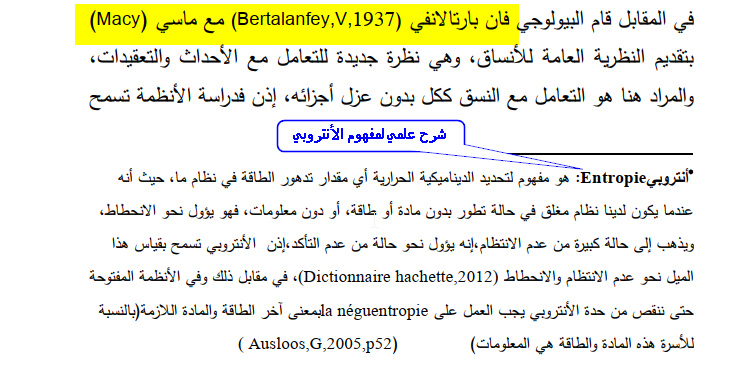 في المقابل قام البيولوجي فان بارتالانفي (Bertalanfey,V,1937) مع ماسي (Macy)
بتقديم النظرية العامة للأنساق، وهي نظرة جديدة للتعامل مع الأحداث والتعقيدات،
والمراد هنا هو التعامل مع النسق ككل بدون عزل أجزائه، إذن فدراسة الأنظمة تسمح
شرح علمي لمفهوم الأنتروبي
•أنتروبيEntropie: هو مفهوم لتحديد الديناميكية الحرارية أي مقدار تدهور الطاقة في نظام ما، حيث أنه
عندما يكون لدينا نظام مغلق في حالة تطور بدون مادة أو طاقة، أو دون معلومات، فهو يؤول نحو الانحطاط،
ويذهب إلى حالة كبيرة من عدم الانتظام،إنه يؤول نحو حالة من عدم التأكد،إذن الأنتروبي تسمح بقياس هذا
الميل نحو عدم الانتظام والانحطاط (Dictionnaire hachette,2012)، في مقابل ذلك وفي الأنظمة المفتوحة
حتى ننقص من حدة الأنتروبي يجب العمل على la néguentropieبمعنى آخر الطاقة والمادة اللازمة(بالنسبة
للأسرة هذه المادة والطاقة هي المعلومات) (Ausloos,G,2005,p52 )